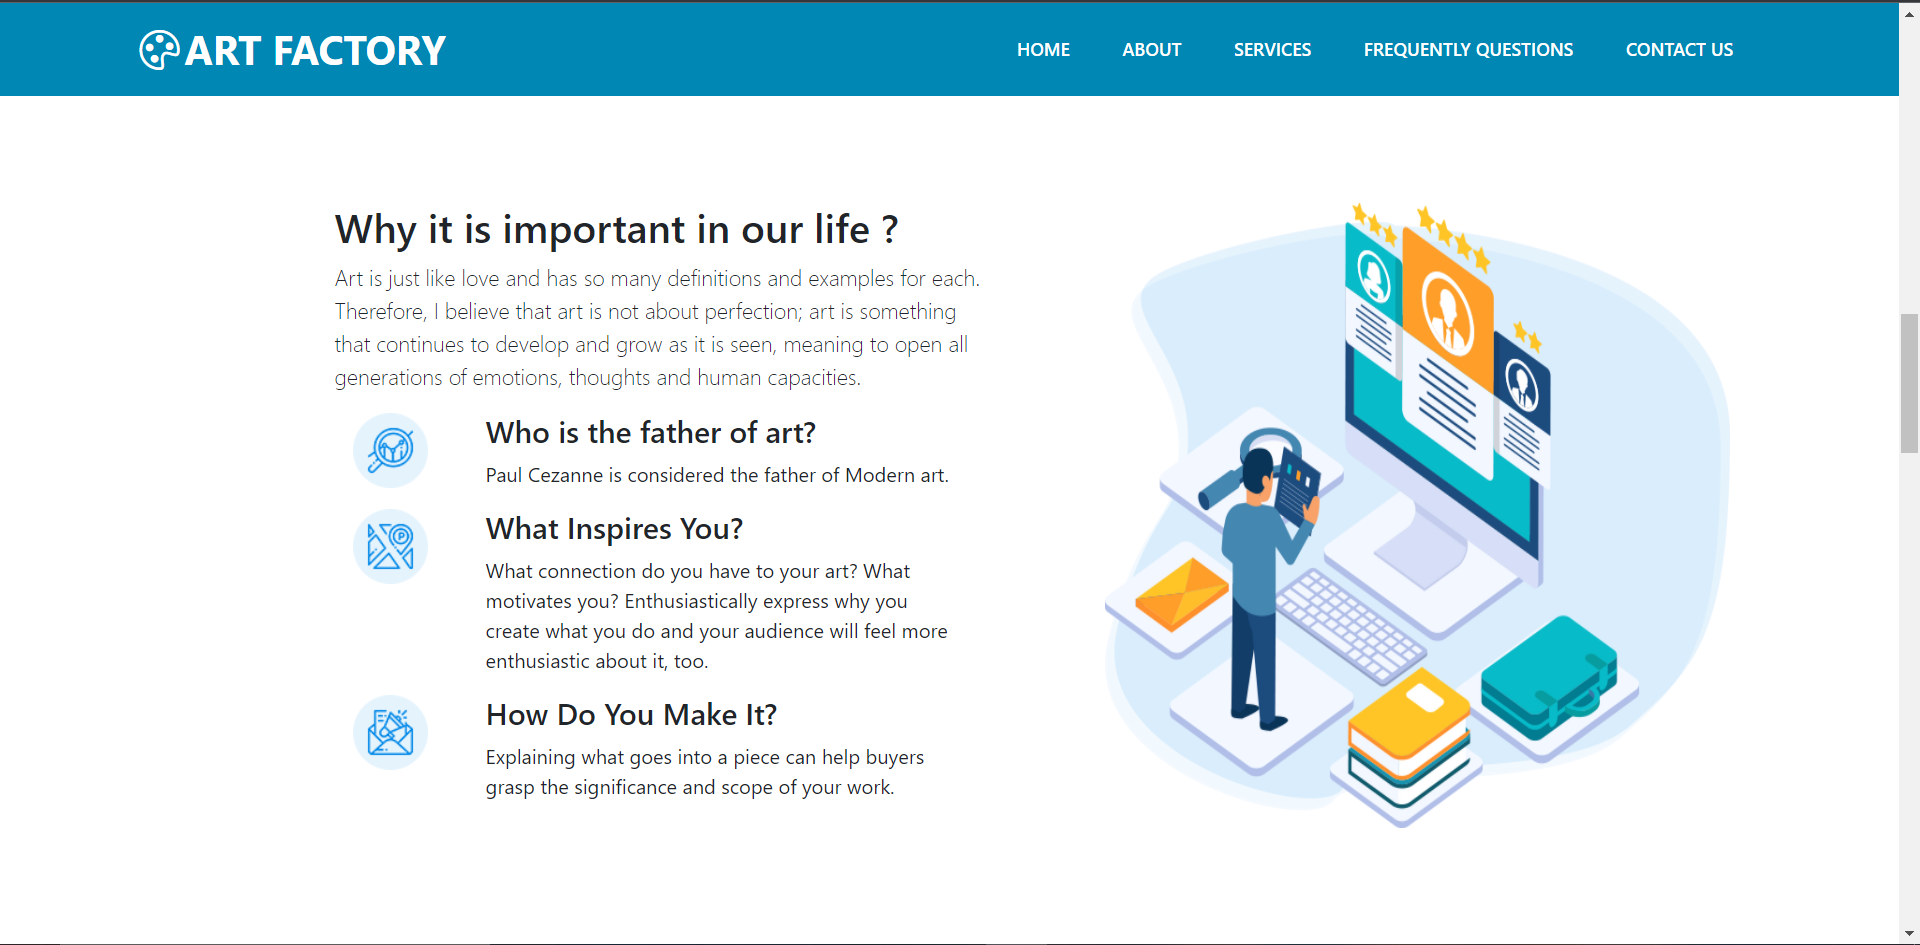 ART FACTORY
HOME ABOUT SERVICES FREQUENTLY QUESTIONS CONTACT US
Why it is important in our life ?
Art is just like love and has so many definitions and examples for each.
Therefore, I believe that art is not about perfection; art is something
that continues to develop and grow as it is seen, meaning to open all
generations of emotions, thoughts and human capacities.
Who is the father of art?
Paul Cezanne is considered the father of Modern art.
What Inspires You?
What connection do you have to your art? What
motivates you? Enthusiastically express why you
create what you do and your audience will feel more
enthusiastic about it, too.
How Do You Make It?
Explaining what goes into a piece can help buyers
grasp the significance and scope of your work.